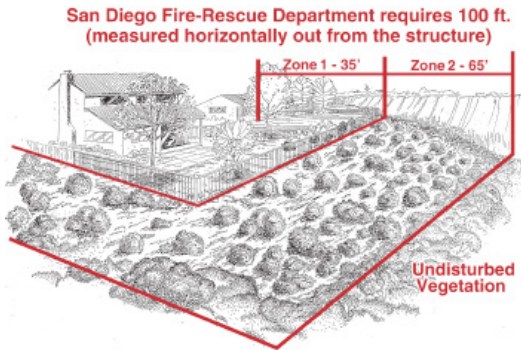 San Diego Fire-Rescue Department requires 100 ft.
(measured horizontally out from the structure)
Zone 1 - 35'
Zone 2 - 65'
Undisturbed
Vegetation